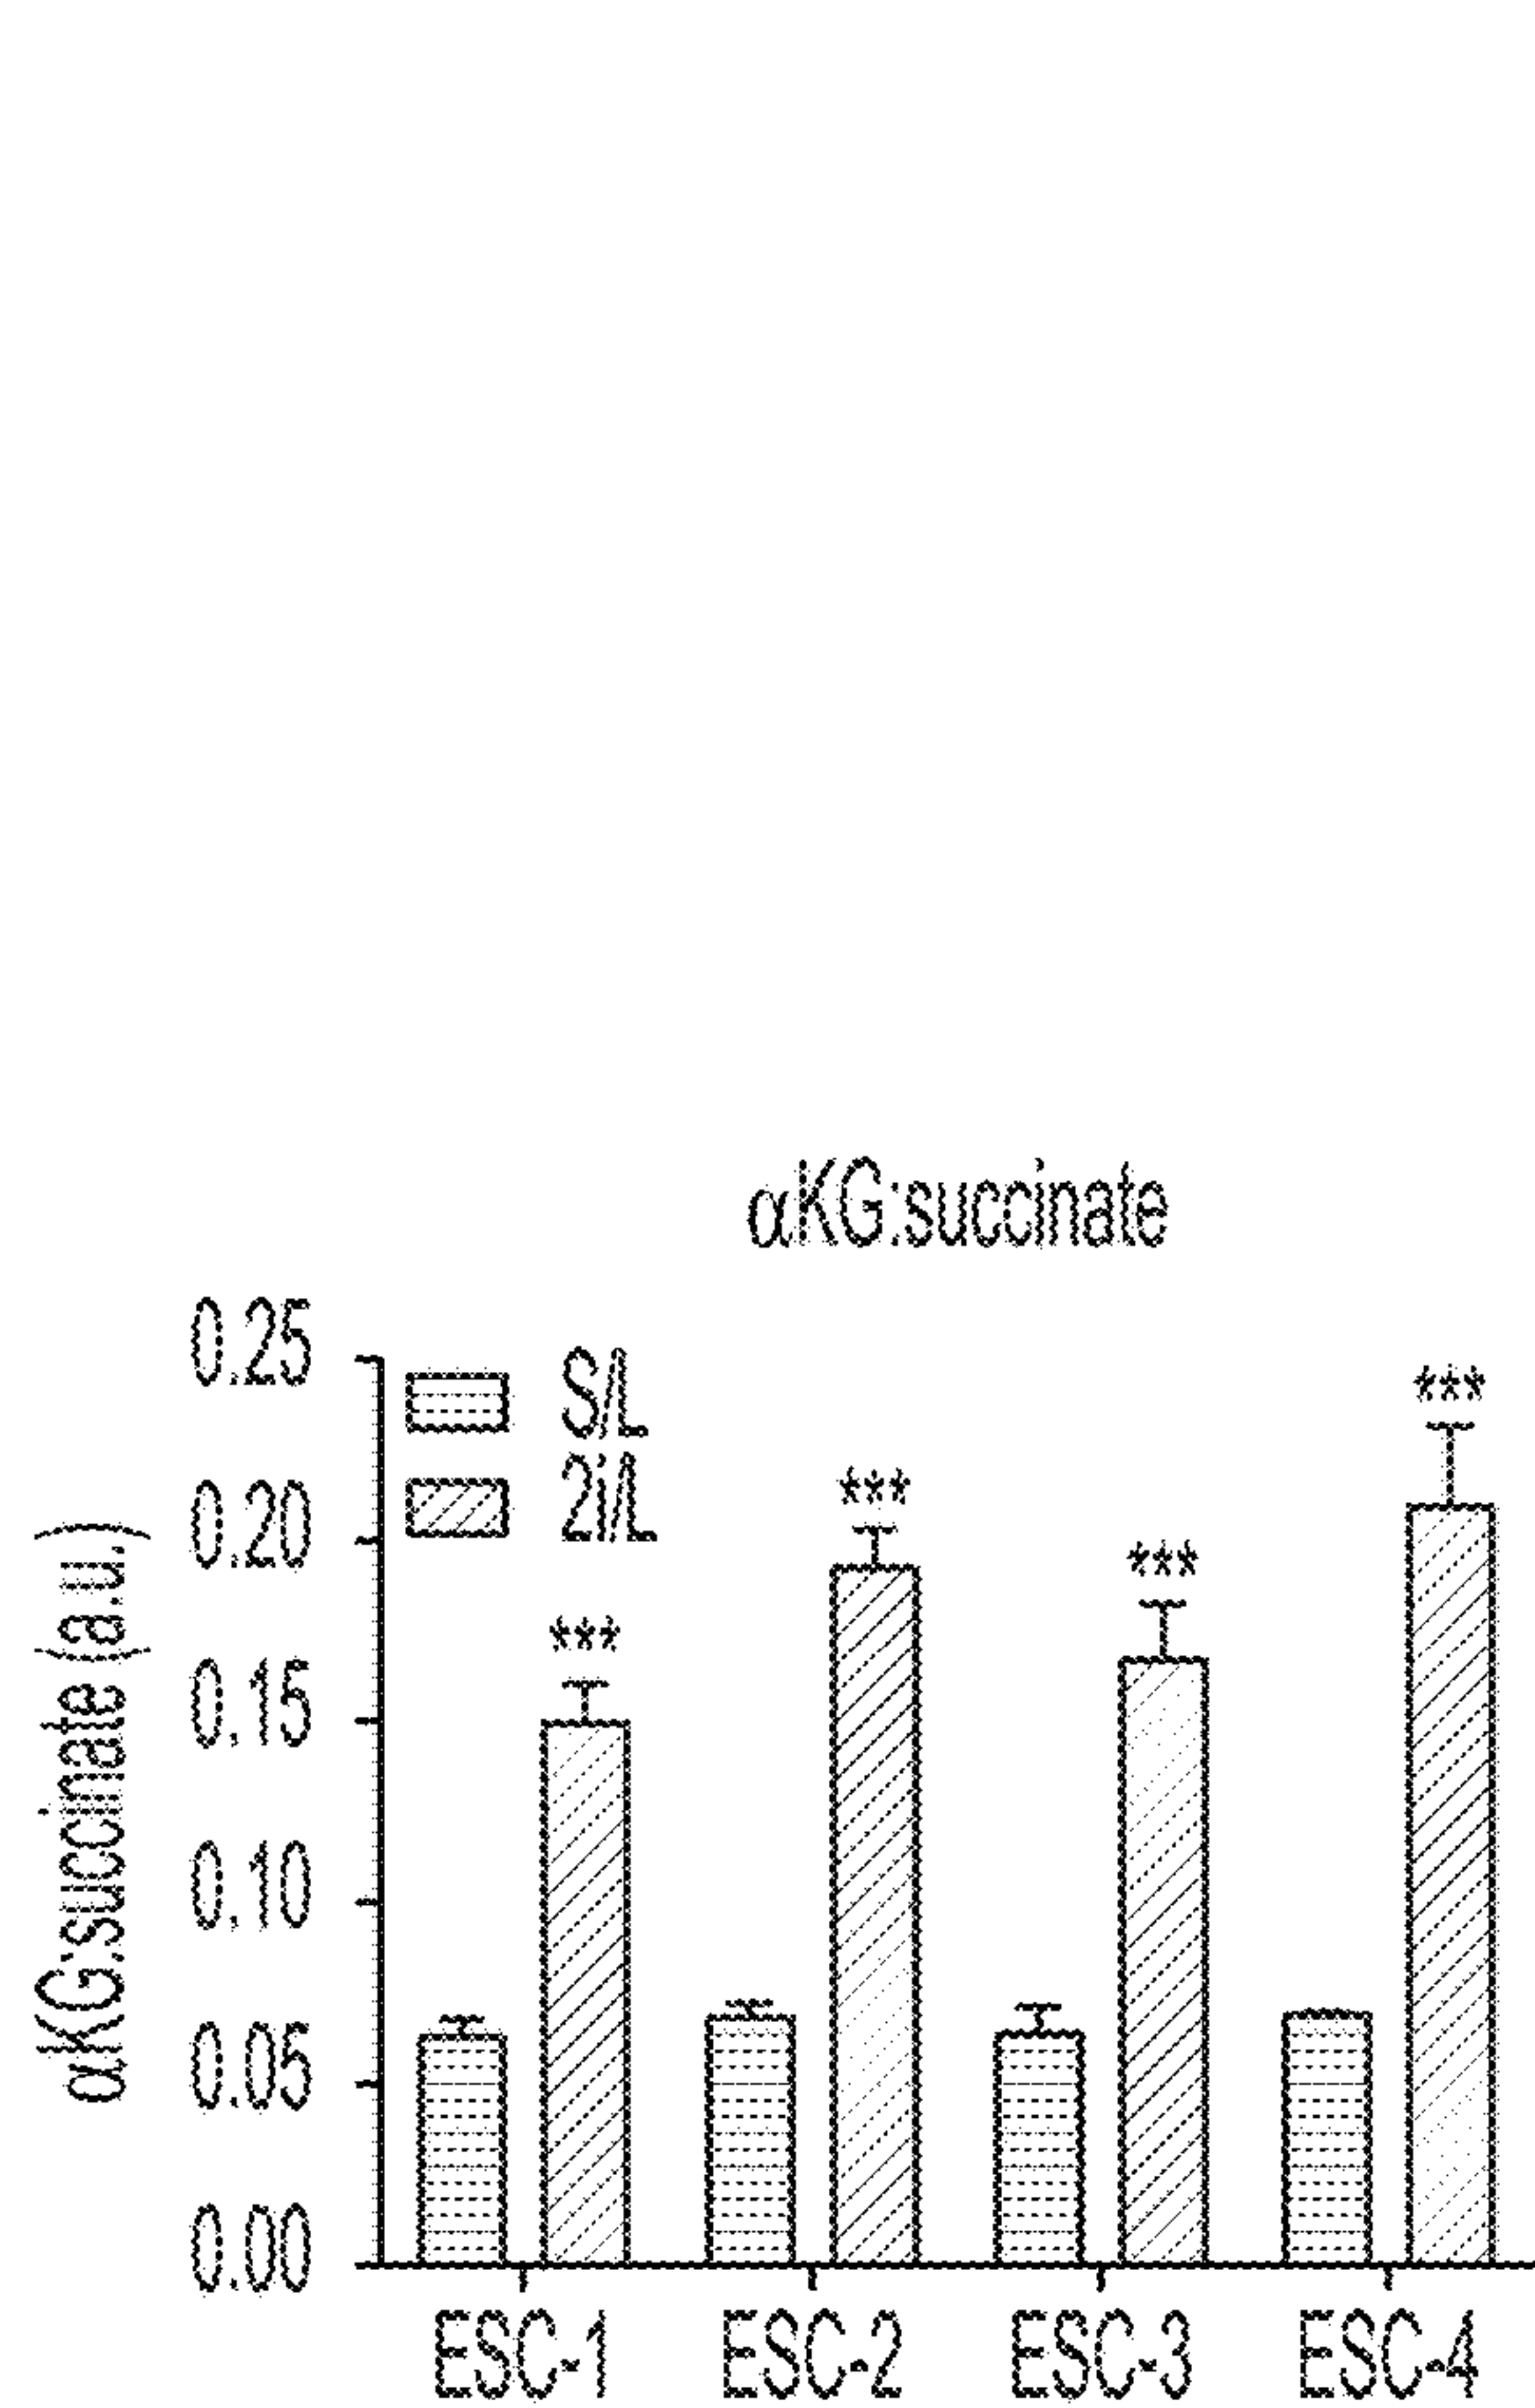 αKG:succinate
αKG:succinate (a.u.)
0.25
0.20
0.15
0.10
0.05
0.00
S/L
2i/L
***
***
***
***
ESC-1 ESC-2 ESC-3 ESC-4